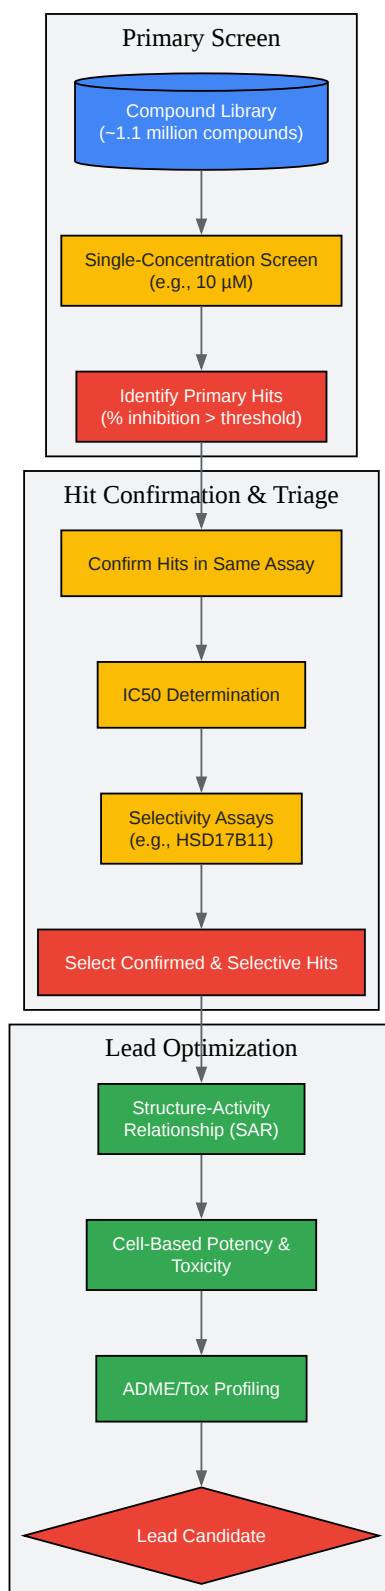 Primary Screen
Compound Library
(~1.1 million compounds)
Single-Concentration Screen
(e.g., 10 µM)
Identify Primary Hits
(% inhibition > threshold)
Hit Confirmation & Triage
Confirm Hits in Same Assay
IC50 Determination
Selectivity Assays
(e.g., HSD17B11)
Select Confirmed & Selective Hits
Lead Optimization
Structure-Activity
Relationship (SAR)
Cell-Based Potency &
Toxicity
ADME/Tox Profiling
Lead Candidate